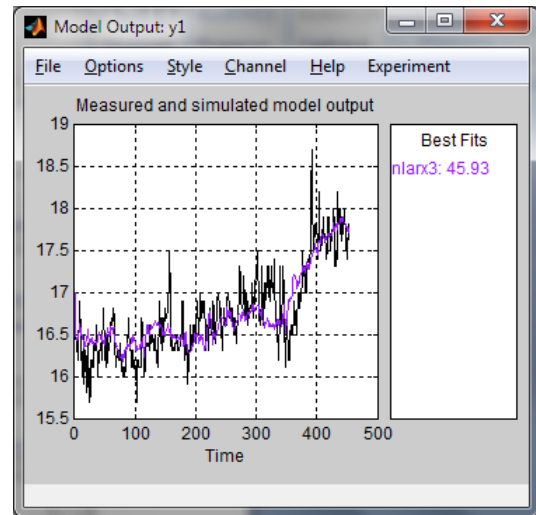 Model Output: y1
File Options Style Channel Help Experiment
Measured and simulated model output
19
18.5
18
17.5
17
16.5
16
15.5
0 100 200 300 400 500
Time
Best Fits
nlarx3: 45.93